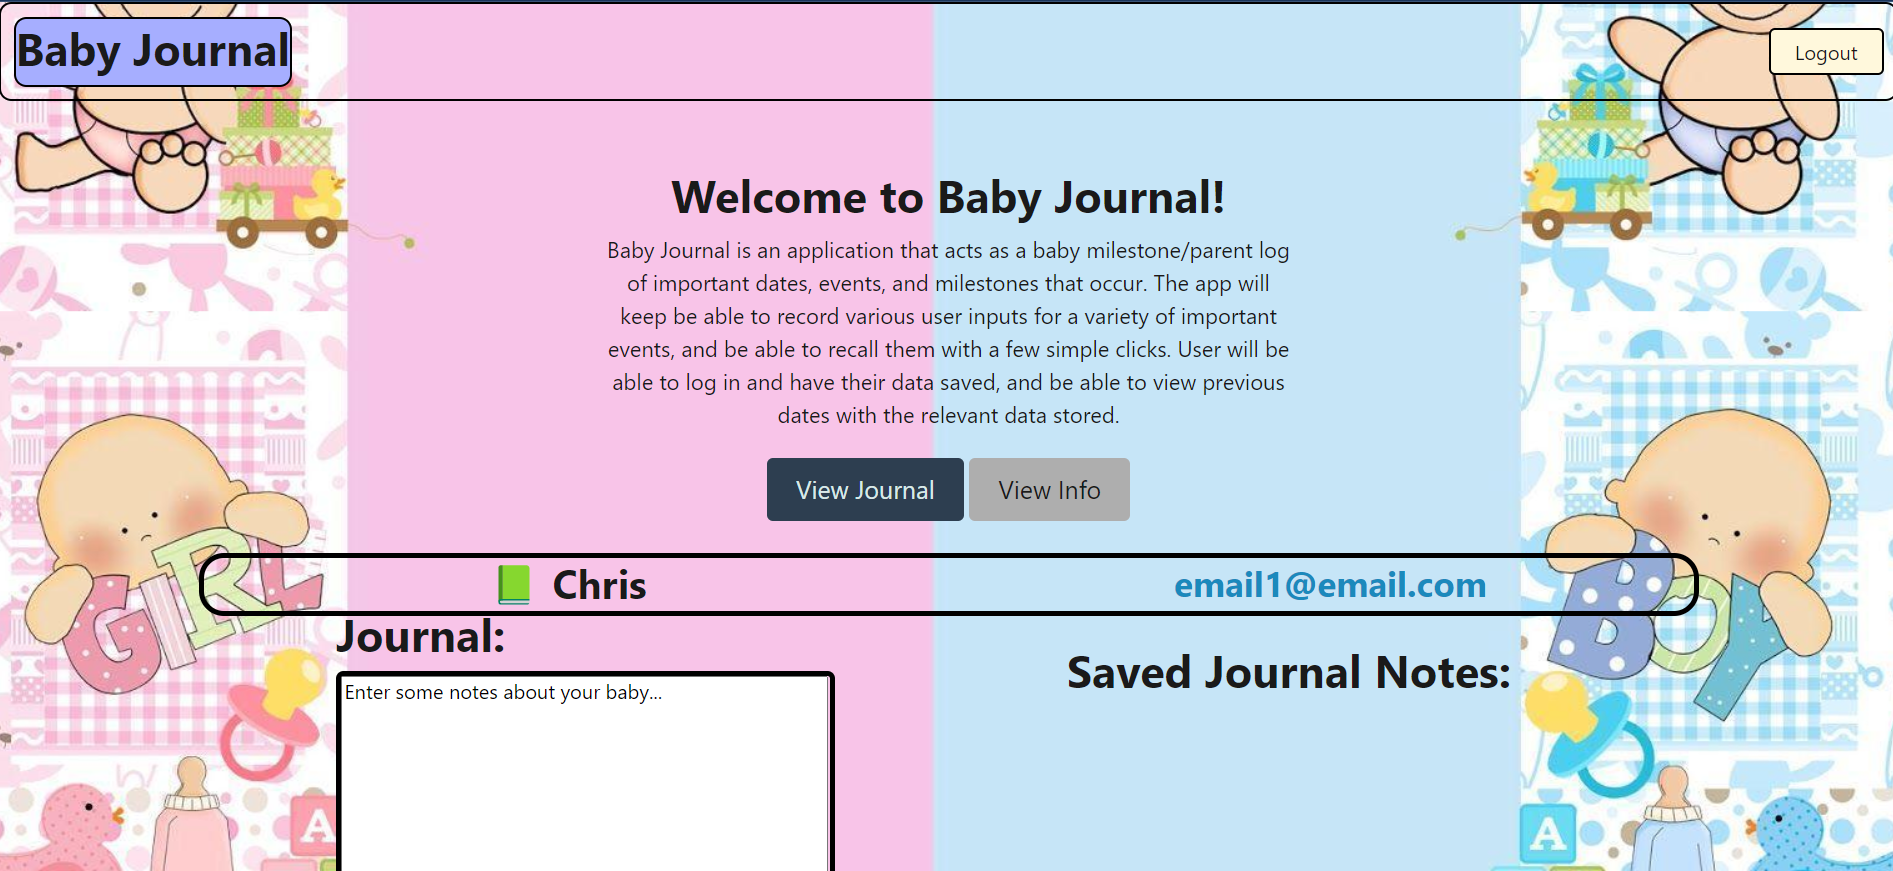 Baby Journal
Logout
Welcome to Baby Journal!
Baby Journal is an application that acts as a baby milestone/parent log
of important dates, events, and milestones that occur. The app will
keep be able to record various user inputs for a variety of important
events, and be able to recall them with a few simple clicks. User will be
able to log in and have their data saved, and be able to view previous
dates with the relevant data stored.
View Journal
View Info
GIRL
Chris
email1@email.com
BOY
Journal:
Saved Journal Notes:
Enter some notes about your baby...
A
A